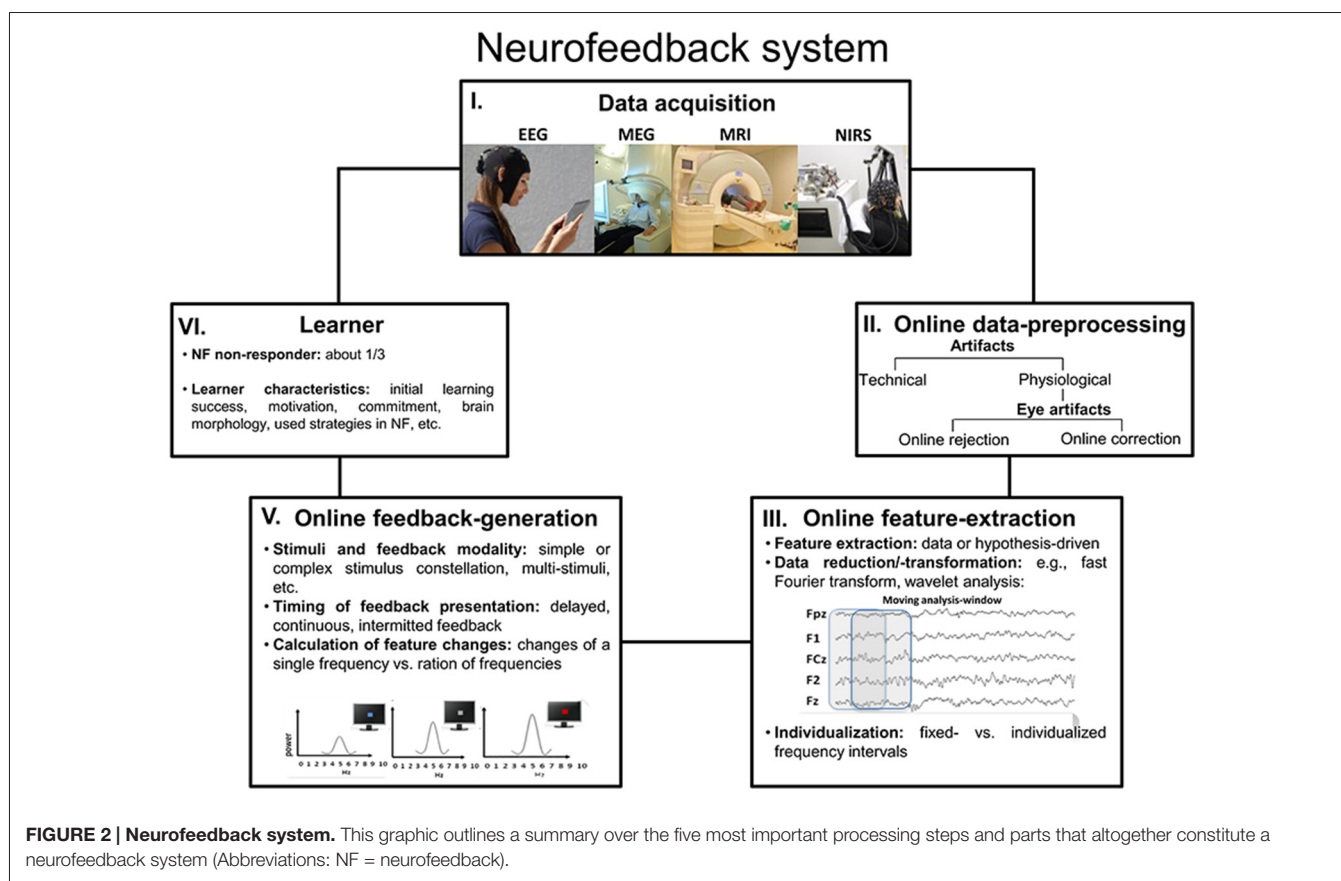 Neurofeedback system
I. Data acquisition
EEG MEG MRI NIRS
VI. Learner
• NF non-responder: about 1/3
• Learner characteristics: initial learning
success, motivation, commitment, brain
morphology, used strategies in NF, etc.
II. Online data-preprocessing
Artifacts
Technical Physiological
Eye artifacts
Online rejection Online correction
V. Online feedback-generation
• Stimuli and feedback modality: simple or
complex stimulus constellation, multi-stimuli,
etc.
• Timing of feedback presentation: delayed,
continuous, intermitted feedback
• Calculation of feature changes: changes of a
single frequency vs. ration of frequencies
power
0 1 2 3 4 5 6 7 8 9 10
Hz
0 1 2 3 4 5 6 7 8 9 10
Hz
0 1 2 3 4 5 6 7 8 9 10
Hz
III. Online feature-extraction
• Feature extraction: data or hypothesis-driven
• Data reduction/-transformation: e.g., fast
Fourier transform, wavelet analysis:
Moving analysis-window
Fpz
F1
FCz
F2
Fz
• Individualization: fixed- vs. individualized
frequency intervals
FIGURE 2 | Neurofeedback system. This graphic outlines a summary over the five most important processing steps and parts that altogether constitute a
neurofeedback system (Abbreviations: NF = neurofeedback).